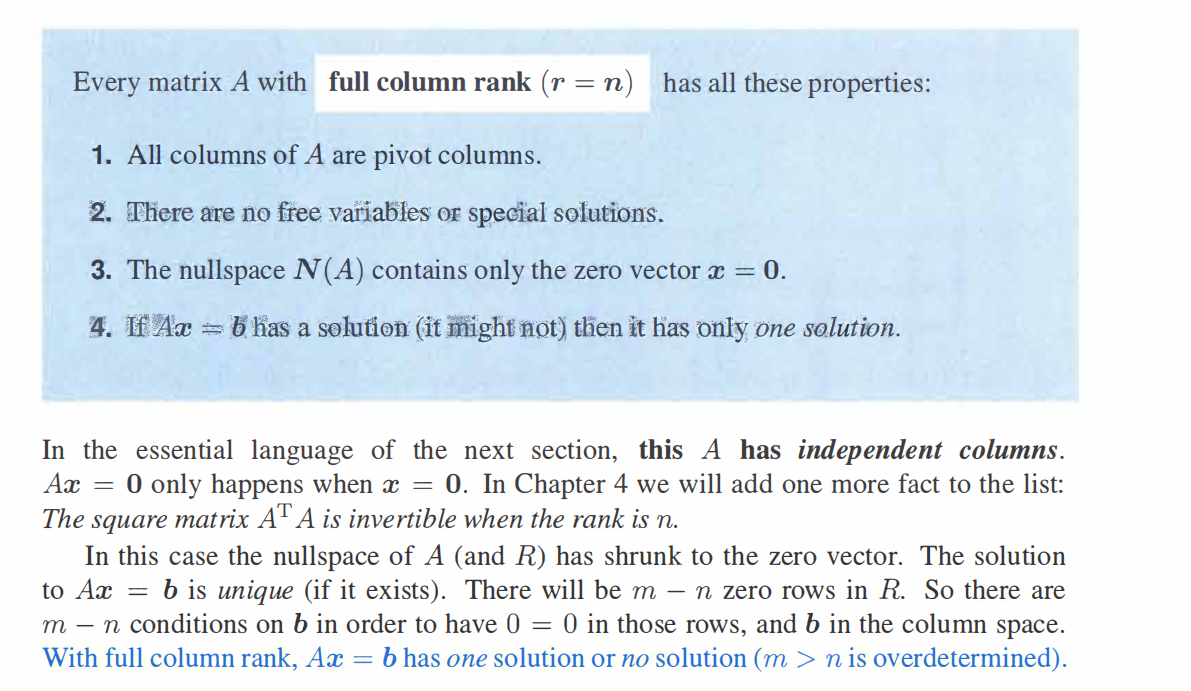 Every matrix A with full column rank (r = n) has all these properties:
1. All columns of A are pivot columns.
2. There are no free variables or special solutions.
3. The nullspace N(A) contains only the zero vector x = 0.
4. If Ax = b has a solution (it might not) then it has only one solution.
In the essential language of the next section, this A has independent columns.
Ax = 0 only happens when x = 0. In Chapter 4 we will add one more fact to the list:
The square matrix AᵀA is invertible when the rank is n.
In this case the nullspace of A (and R) has shrunk to the zero vector. The solution
to Ax = b is unique (if it exists). There will be m − n zero rows in R. So there are
m − n conditions on b in order to have 0 = 0 in those rows, and b in the column space.
With full column rank, Ax = b has one solution or no solution (m > n is overdetermined).